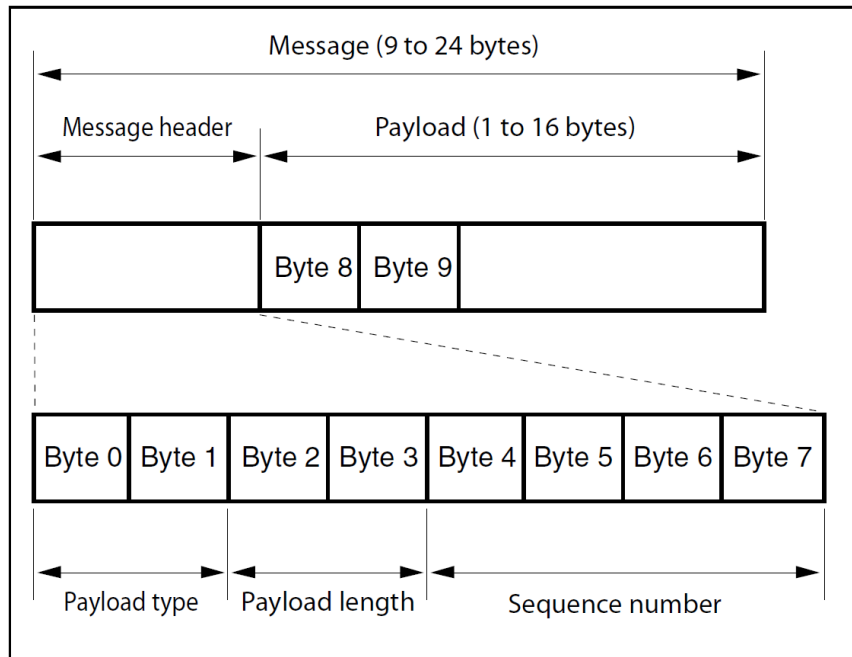 Message (9 to 24 bytes)
Message header Payload (1 to 16 bytes)
Byte 8 Byte 9
Byte 0 Byte 1 Byte 2 Byte 3 Byte 4 Byte 5 Byte 6 Byte 7
Payload type Payload length Sequence number